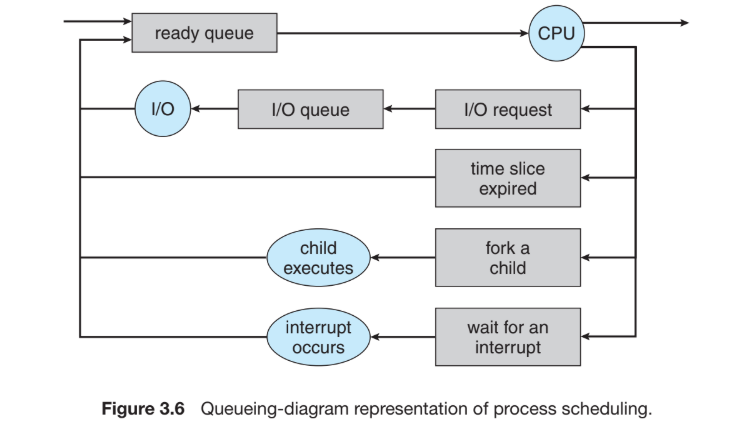 ready queue
CPU
I/O
I/O queue
I/O request
time slice
expired
child
executes
fork a
child
interrupt
occurs
wait for an
interrupt
Figure 3.6 Queueing-diagram representation of process scheduling.